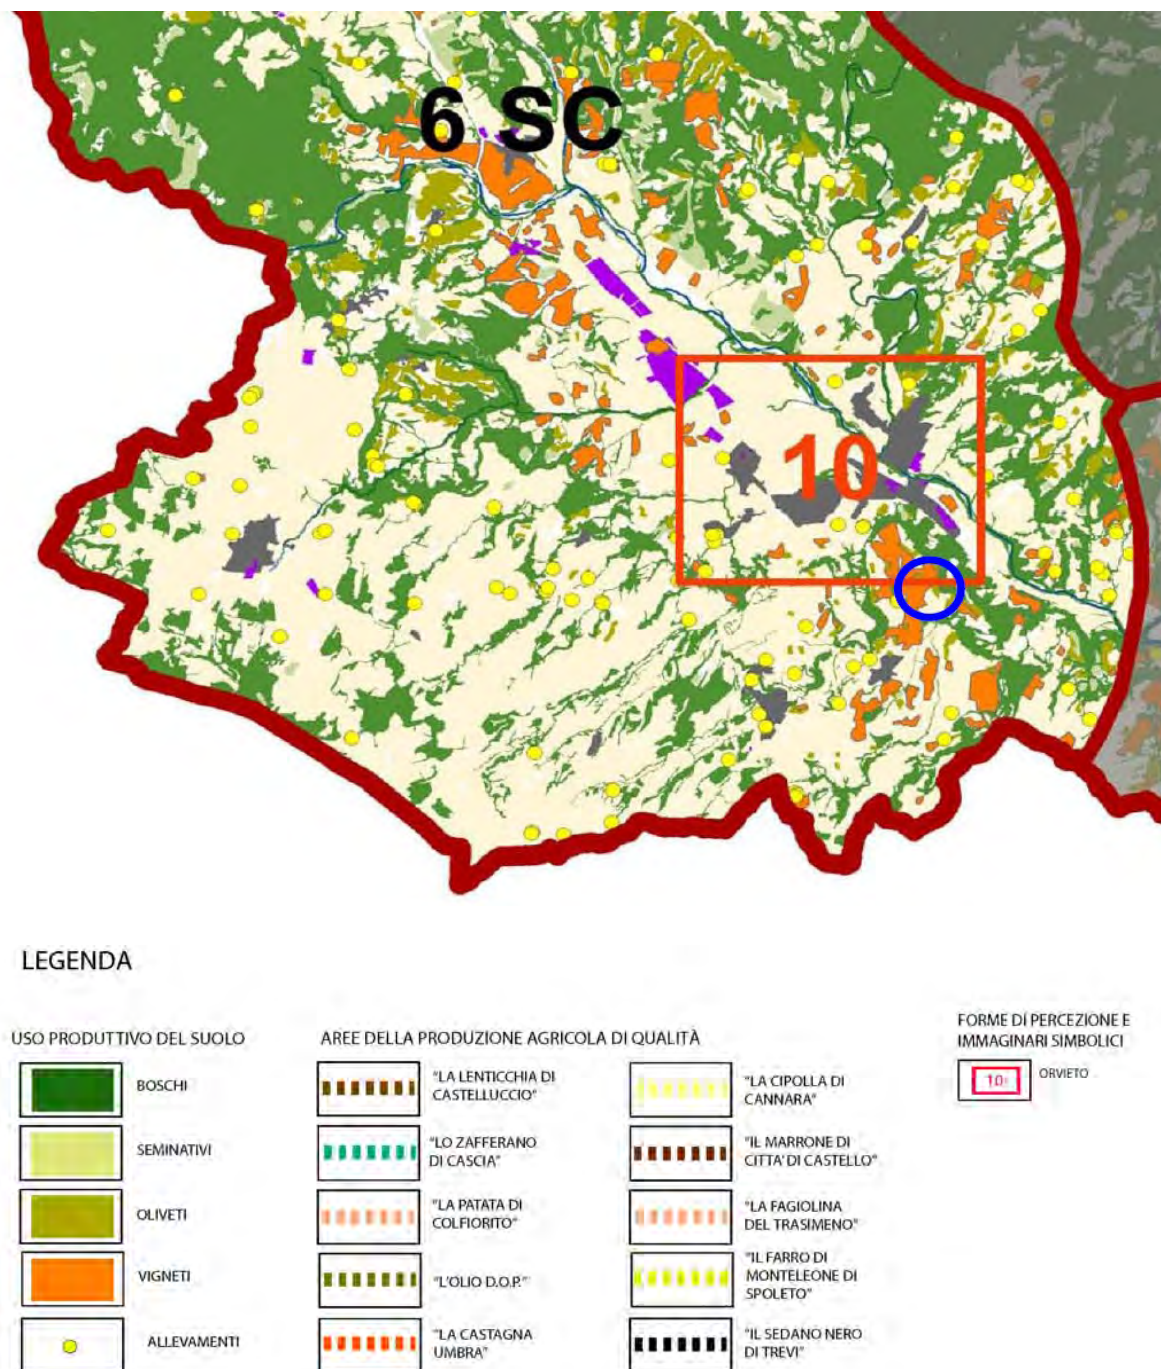 6 SC
10
LEGENDA
USO PRODUTTIVO DEL SUOLO
BOSCHI
SEMINATIVI
OLIVETI
VIGNETI
ALLEVAMENTI
AREE DELLA PRODUZIONE AGRICOLA DI QUALITÀ
"LA LENTICCHIA DI
CASTELLUCCIO"
"LO ZAFFERANO
DI CASCIA"
"LA PATATA DI
COLFIORITO"
"L'OLIO D.O.P."
"LA CASTAGNA
UMBRA"
"LA CIPOLLA DI
CANNARA"
"IL MARRONE DI
CITTA' DI CASTELLO"
"LA FAGIOLINA
DEL TRASIMENO"
"IL FARRO DI
MONTELEONE DI
SPOLETO"
"IL SEDANO NERO
DI TREVI"
FORME DI PERCEZIONE E
IMMAGINARI SIMBOLICI
10
ORVIETO